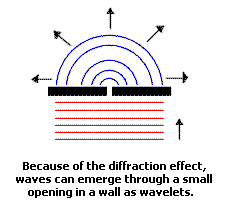 Because of the diffraction effect,
waves can emerge through a small
opening in a wall as wavelets.